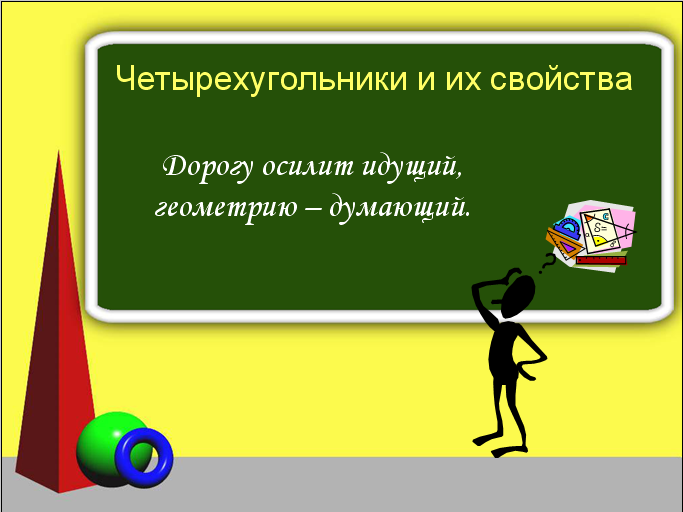 Четырехугольники и их свойства
Дорогу осилит идущий,
геометрию – думающий.
?
S=